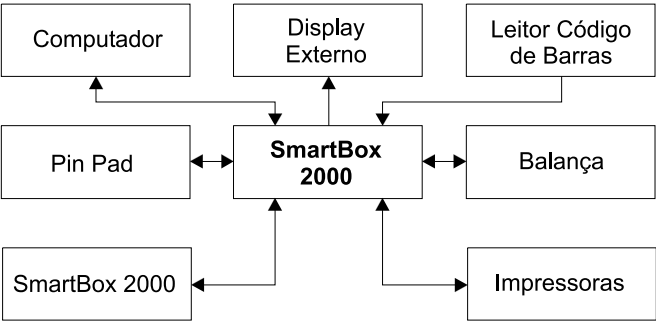 Computador
Display
Externo
Leitor Código
de Barras
Pin Pad
SmartBox
2000
Balança
SmartBox 2000
Impressoras